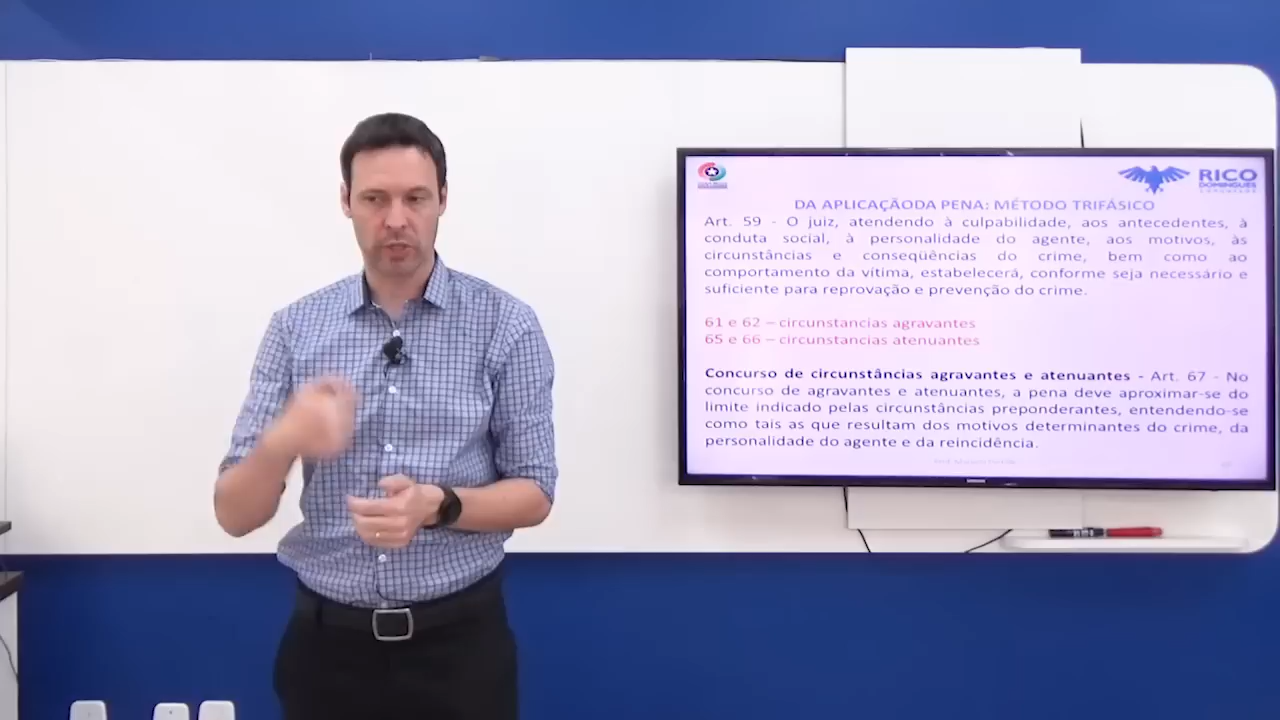 RICO
DOMINGUES
DA APLICAÇÃODA PENA: MÉTODO TRIFÁSICO
Art. 59 - O juiz, atendendo à culpabilidade, aos antecedentes, à
conduta social, à personalidade do agente, aos motivos, às
circunstâncias e conseqüências do crime, bem como ao
comportamento da vítima, estabelecerá, conforme seja necessário e
suficiente para reprovação e prevenção do crime.
61 e 62 – circunstancias agravantes
65 e 66 – circunstancias atenuantes
Concurso de circunstâncias agravantes e atenuantes - Art. 67 - No
concurso de agravantes e atenuantes, a pena deve aproximar-se do
limite indicado pelas circunstâncias preponderantes, entendendo-se
como tais as que resultam dos motivos determinantes do crime, da
personalidade do agente e da reincidência.